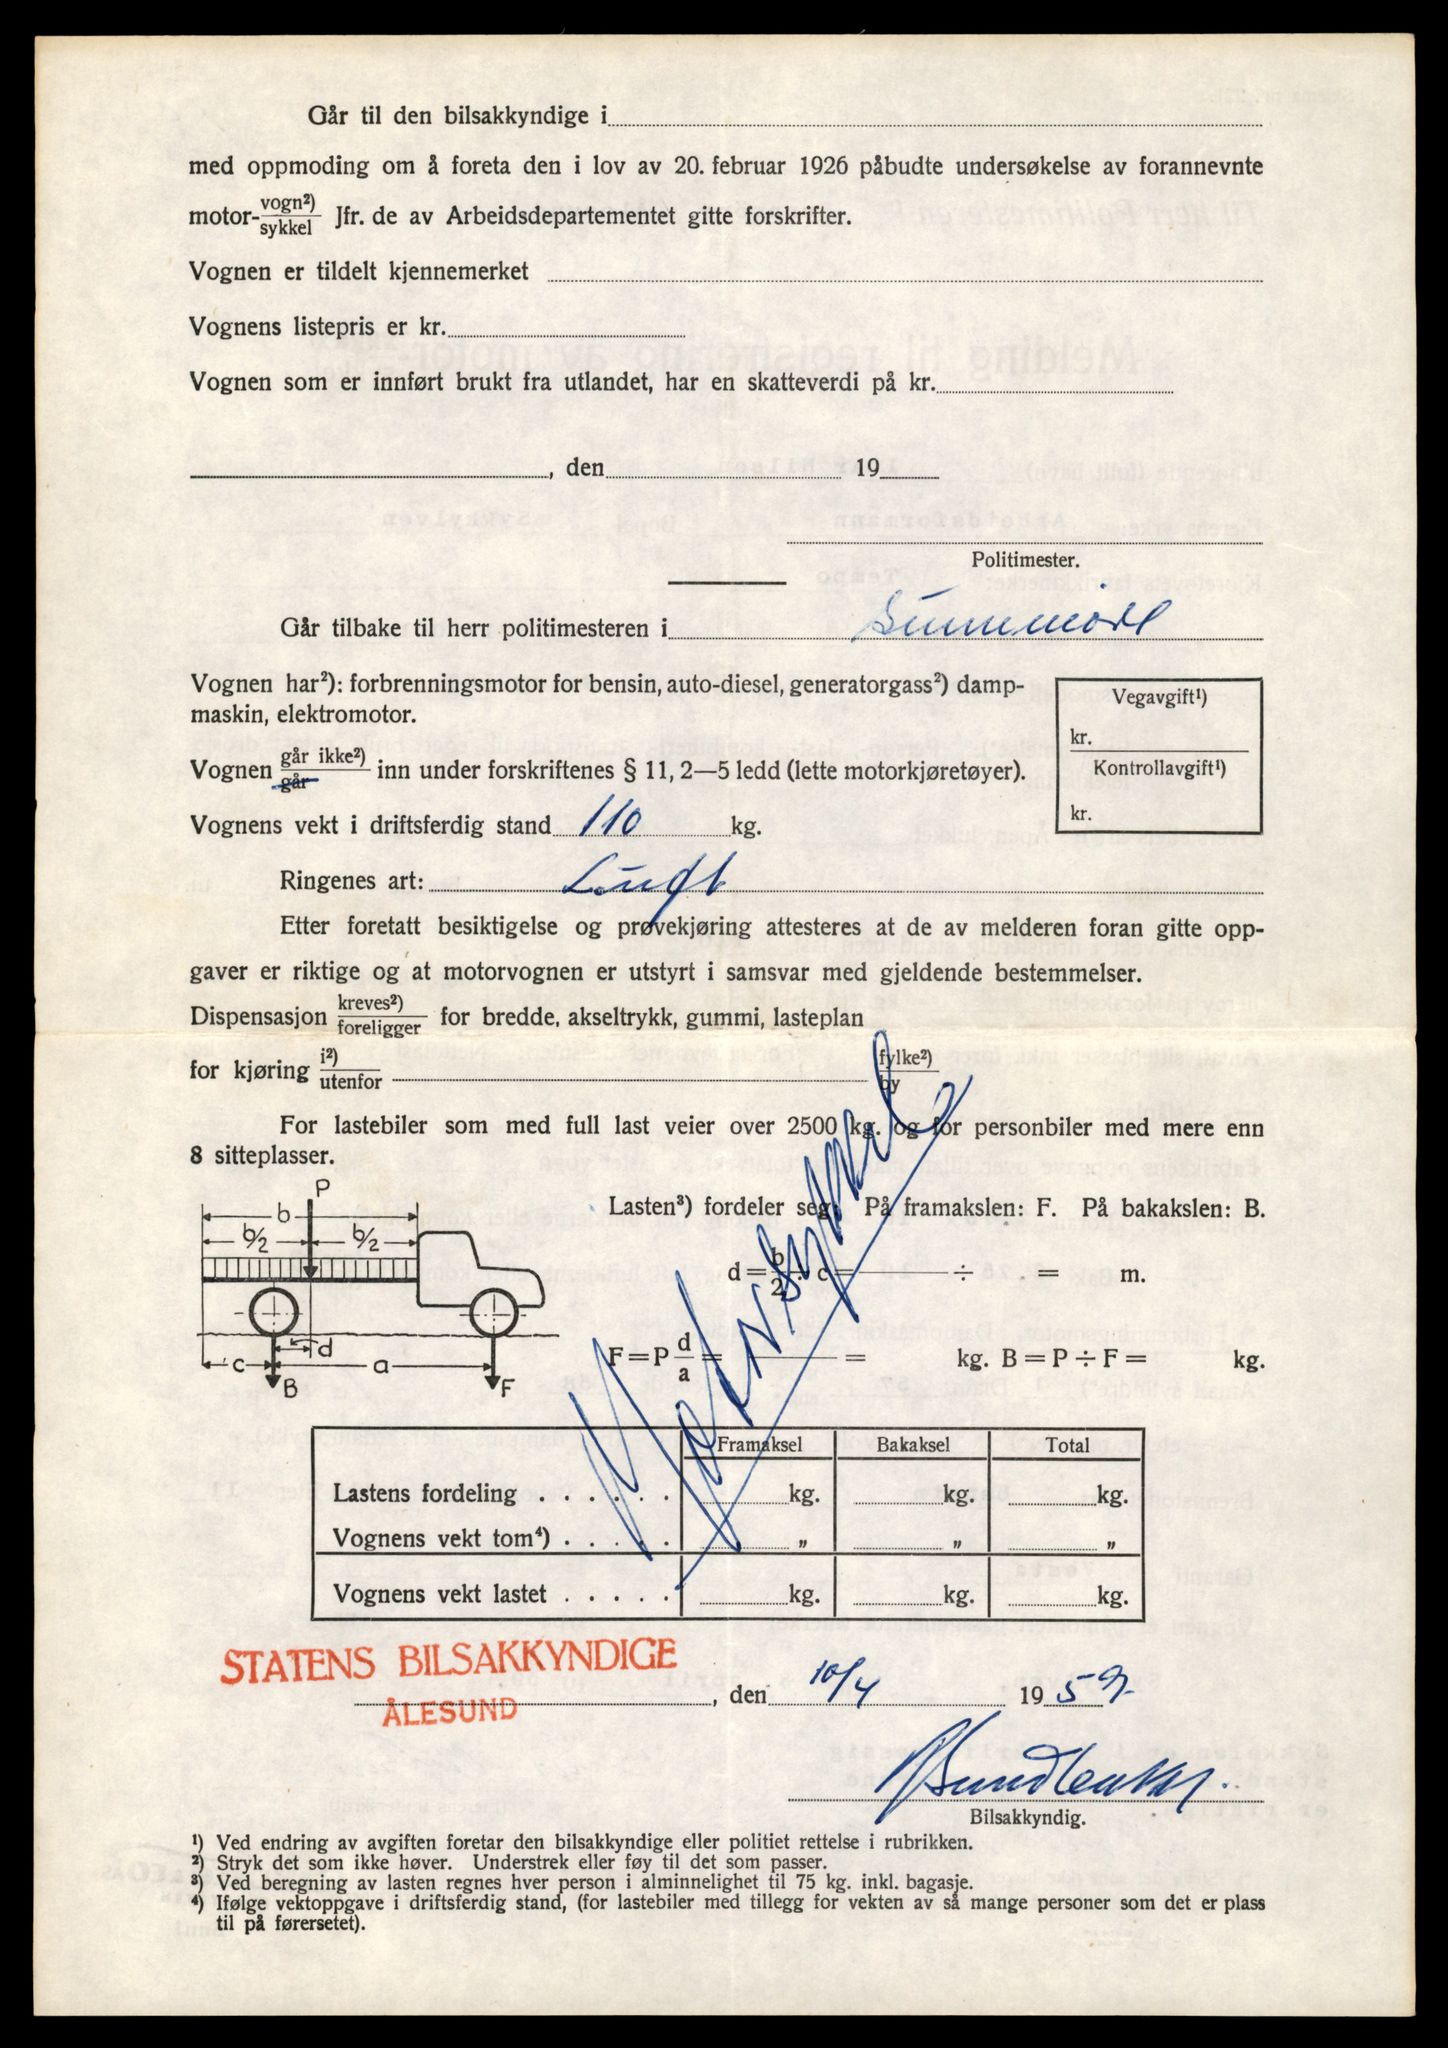 Går til den bilsakkyndige i
med oppmoding om å foreta den i lov av 20. februar 1926 påbudte undersøkelse av forannevnte
motor-vogn²)/sykkel Jfr. de av Arbeidsdepartementet gitte forskrifter.
Vognen er tildelt kjennemerket
Vognens listepris er kr.
Vognen som er innført brukt fra utlandet, har en skatteverdi på kr.
, den 19
Politimester.
Går tilbake til herr politimesteren i Sunnmöre
Vognen har²): forbrenningsmotor for bensin, auto-diesel, generatorgass²) damp-
maskin, elektromotor.
Vegavgift¹)
kr.
Kontrollavgift¹)
kr.
Vognen går ikke²)/går inn under forskriftenes § 11, 2—5 ledd (lette motorkjøretøyer).
Vognens vekt i driftsferdig stand 110 kg.
Ringenes art: Luft
Etter foretatt besiktigelse og prøvekjøring attesteres at de av melderen foran gitte opp-
gaver er riktige og at motorvognen er utstyrt i samsvar med gjeldende bestemmelser.
Dispensasjon kreves²)/foreligger for bredde, akseltrykk, gummi, lasteplan
for kjøring i²)/utenfor fylke²)/by
For lastebiler som med full last veier over 2500 kg. og for personbiler med mere enn
8 sitteplasser.
P
b
b/2 b/2
c d a
B F
Lasten³) fordeler seg: På framakslen: F. På bakakslen: B.
d = b/2 ÷ c = ÷ = m.
F = P d/a = = kg. B = P ÷ F = kg.
Motorsykkel
Framaksel Bakaksel Total
Lastens fordeling . . . . . . kg. kg. kg.
Vognens vekt tom⁴) . . . . . „ „ „
Vognens vekt lastet . . . . . kg. kg. kg.
STATENS BILSAKKYNDIGE
ÅLESUND
, den 10/4 1959.
Bilsakkyndig.
¹) Ved endring av avgiften foretar den bilsakkyndige eller politiet rettelse i rubrikken.
²) Stryk det som ikke høver. Understrek eller føy til det som passer.
³) Ved beregning av lasten regnes hver person i alminnelighet til 75 kg. inkl. bagasje.
⁴) Ifølge vektoppgave i driftsferdig stand, (for lastebiler med tillegg for vekten av så mange personer som det er plass
til på førersetet).